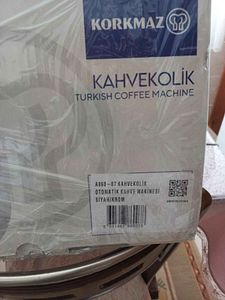 KORKMAZ
KAHVEKOLİK
TURKISH COFFEE MACHINE
A860-07 KAHVEKOLİK
OTOMATİK KAHVE MAKİNESİ
SİYAH/KROM